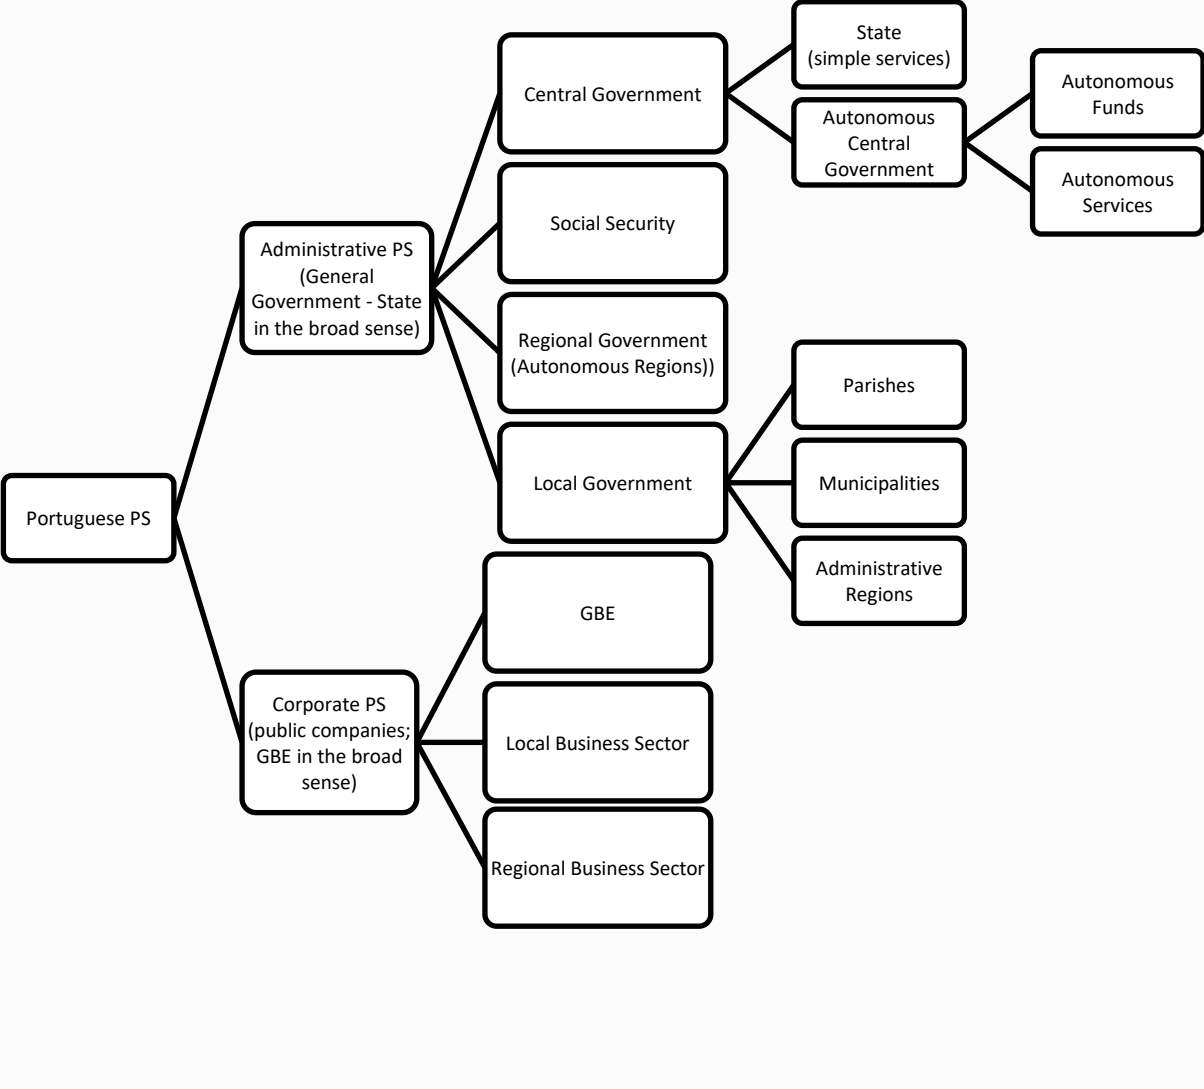 State
(simple services)
Autonomous
Funds
Central Government
Autonomous
Central
Government
Autonomous
Services
Social Security
Administrative PS
(General
Government - State
in the broad sense)
Regional Government
(Autonomous Regions))
Parishes
Local Government
Municipalities
Portuguese PS
Administrative
Regions
GBE
Corporate PS
(public companies;
GBE in the broad
sense)
Local Business Sector
Regional Business Sector